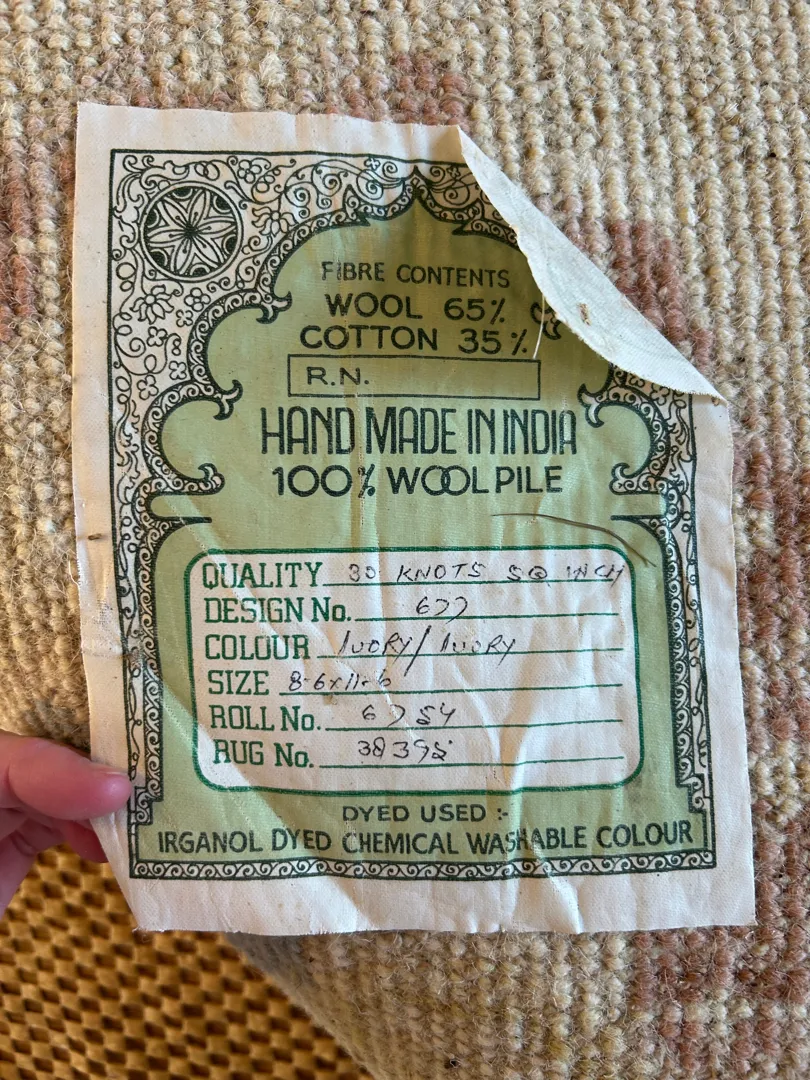 FIBRE CONTENTS
WOOL 65%
COTTON 35%
R.N.
HAND MADE IN INDIA
100% WOOL PILE
QUALITY 30 KNOTS SQ INCH
DESIGN No. 677
COLOUR IVORY/IVORY
SIZE 8-6x11-6
ROLL No. 6754
RUG No. 38395
DYED USED :-
IRGANOL DYED CHEMICAL WASHABLE COLOUR